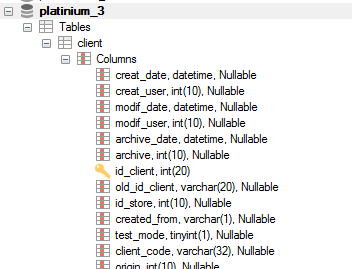 platinium_3
Tables
client
Columns
creat_date, datetime, Nullable
creat_user, int(10), Nullable
modif_date, datetime, Nullable
modif_user, int(10), Nullable
archive_date, datetime, Nullable
archive, int(10), Nullable
id_client, int(20)
old_id_client, varchar(20), Nullable
id_store, int(10), Nullable
created_from, varchar(1), Nullable
test_mode, tinyint(1), Nullable
client_code, varchar(32), Nullable
origin, int(10), Nullable